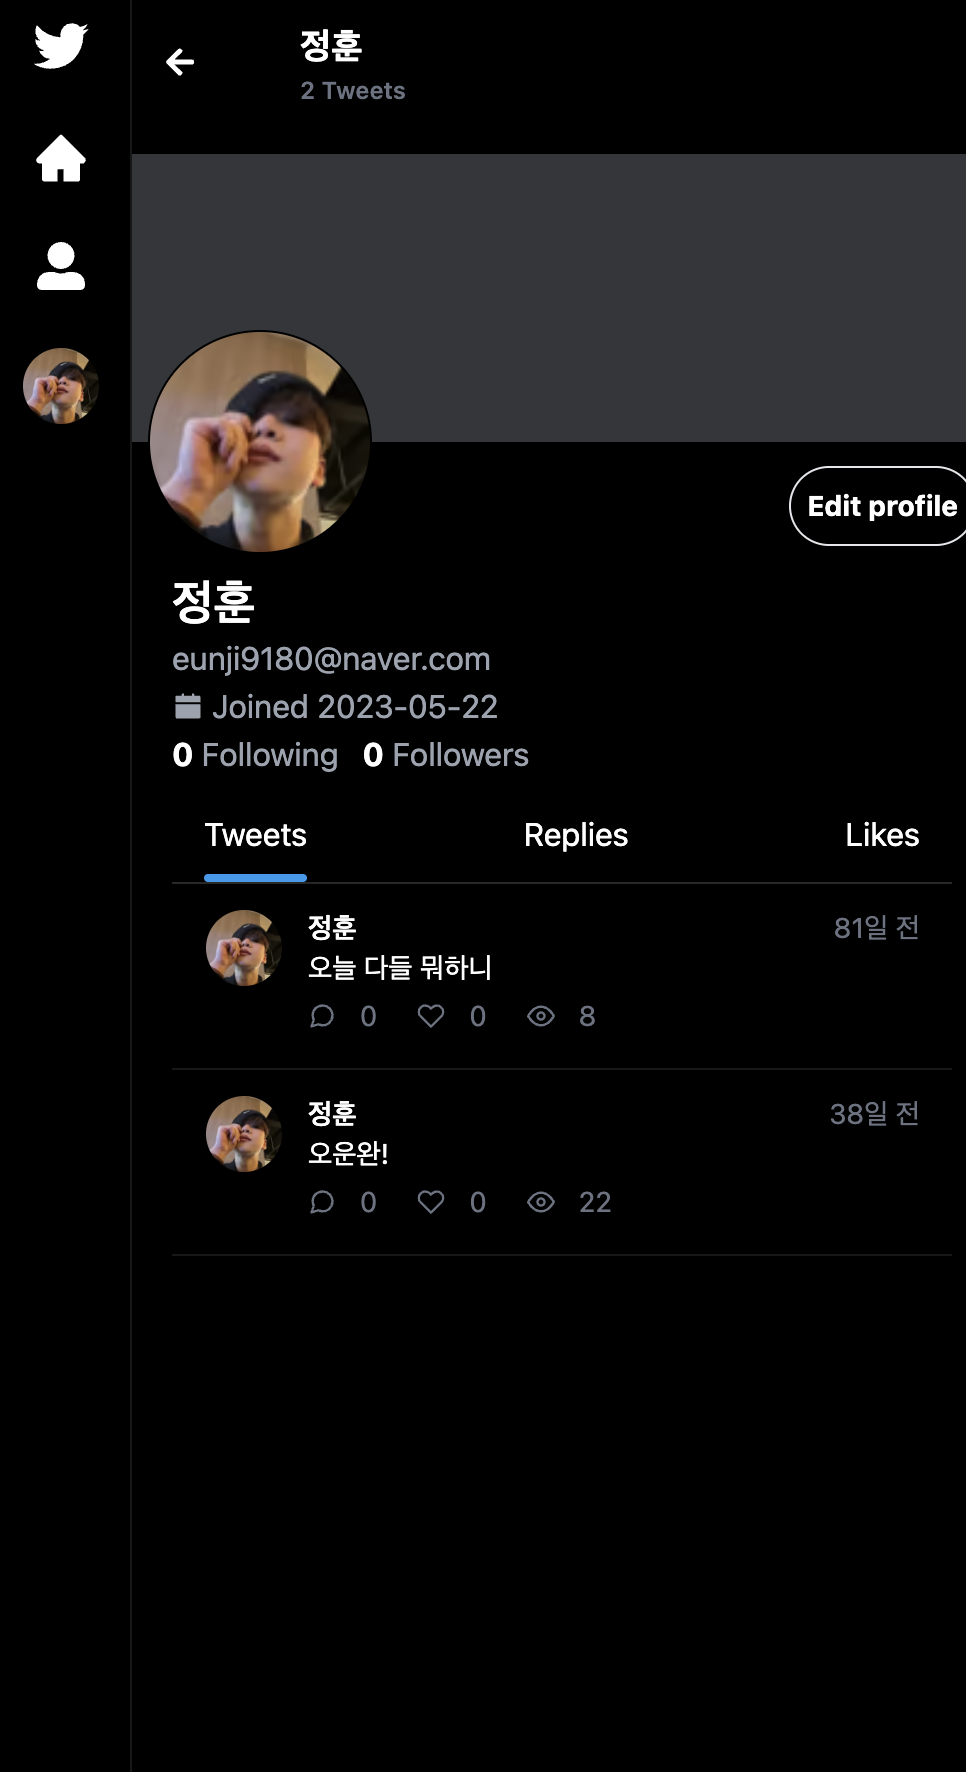 정훈
2 Tweets
Edit profile
정훈
eunji9180@naver.com
Joined 2023-05-22
0 Following 0 Followers
Tweets Replies Likes
정훈 81일 전
오늘 다들 뭐하니
0 0 8
정훈 38일 전
오운완!
0 0 22